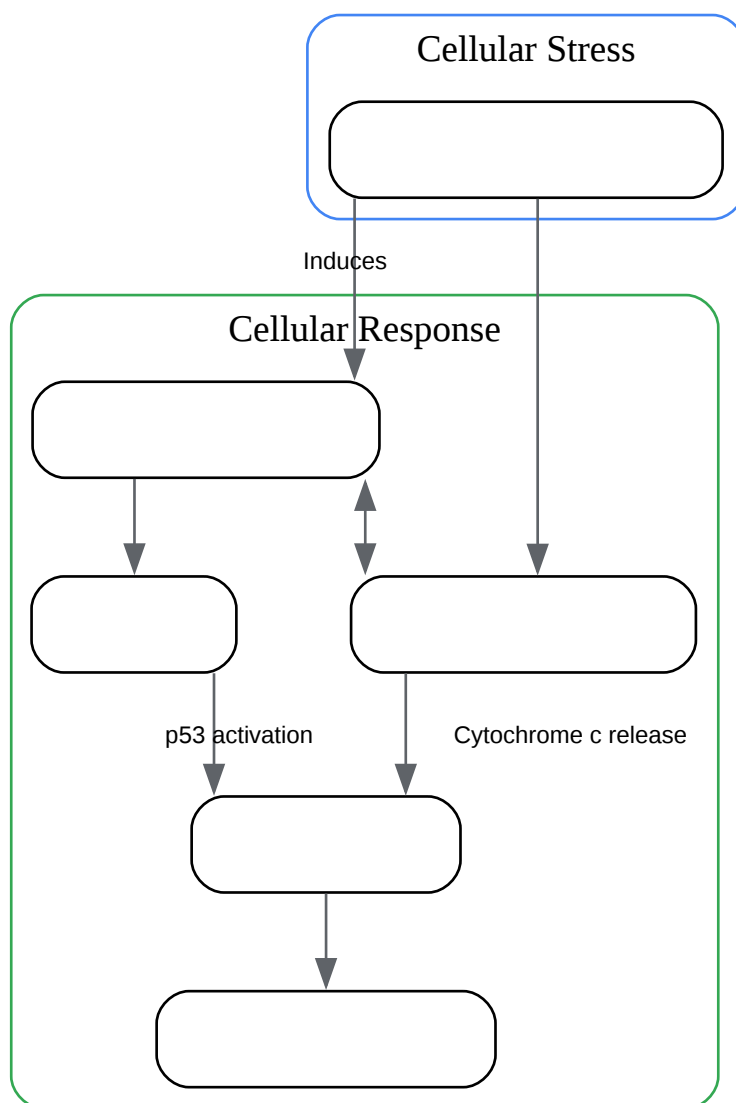 Cellular Stress
Induces
Cellular Response
p53 activation
Cytochrome c release